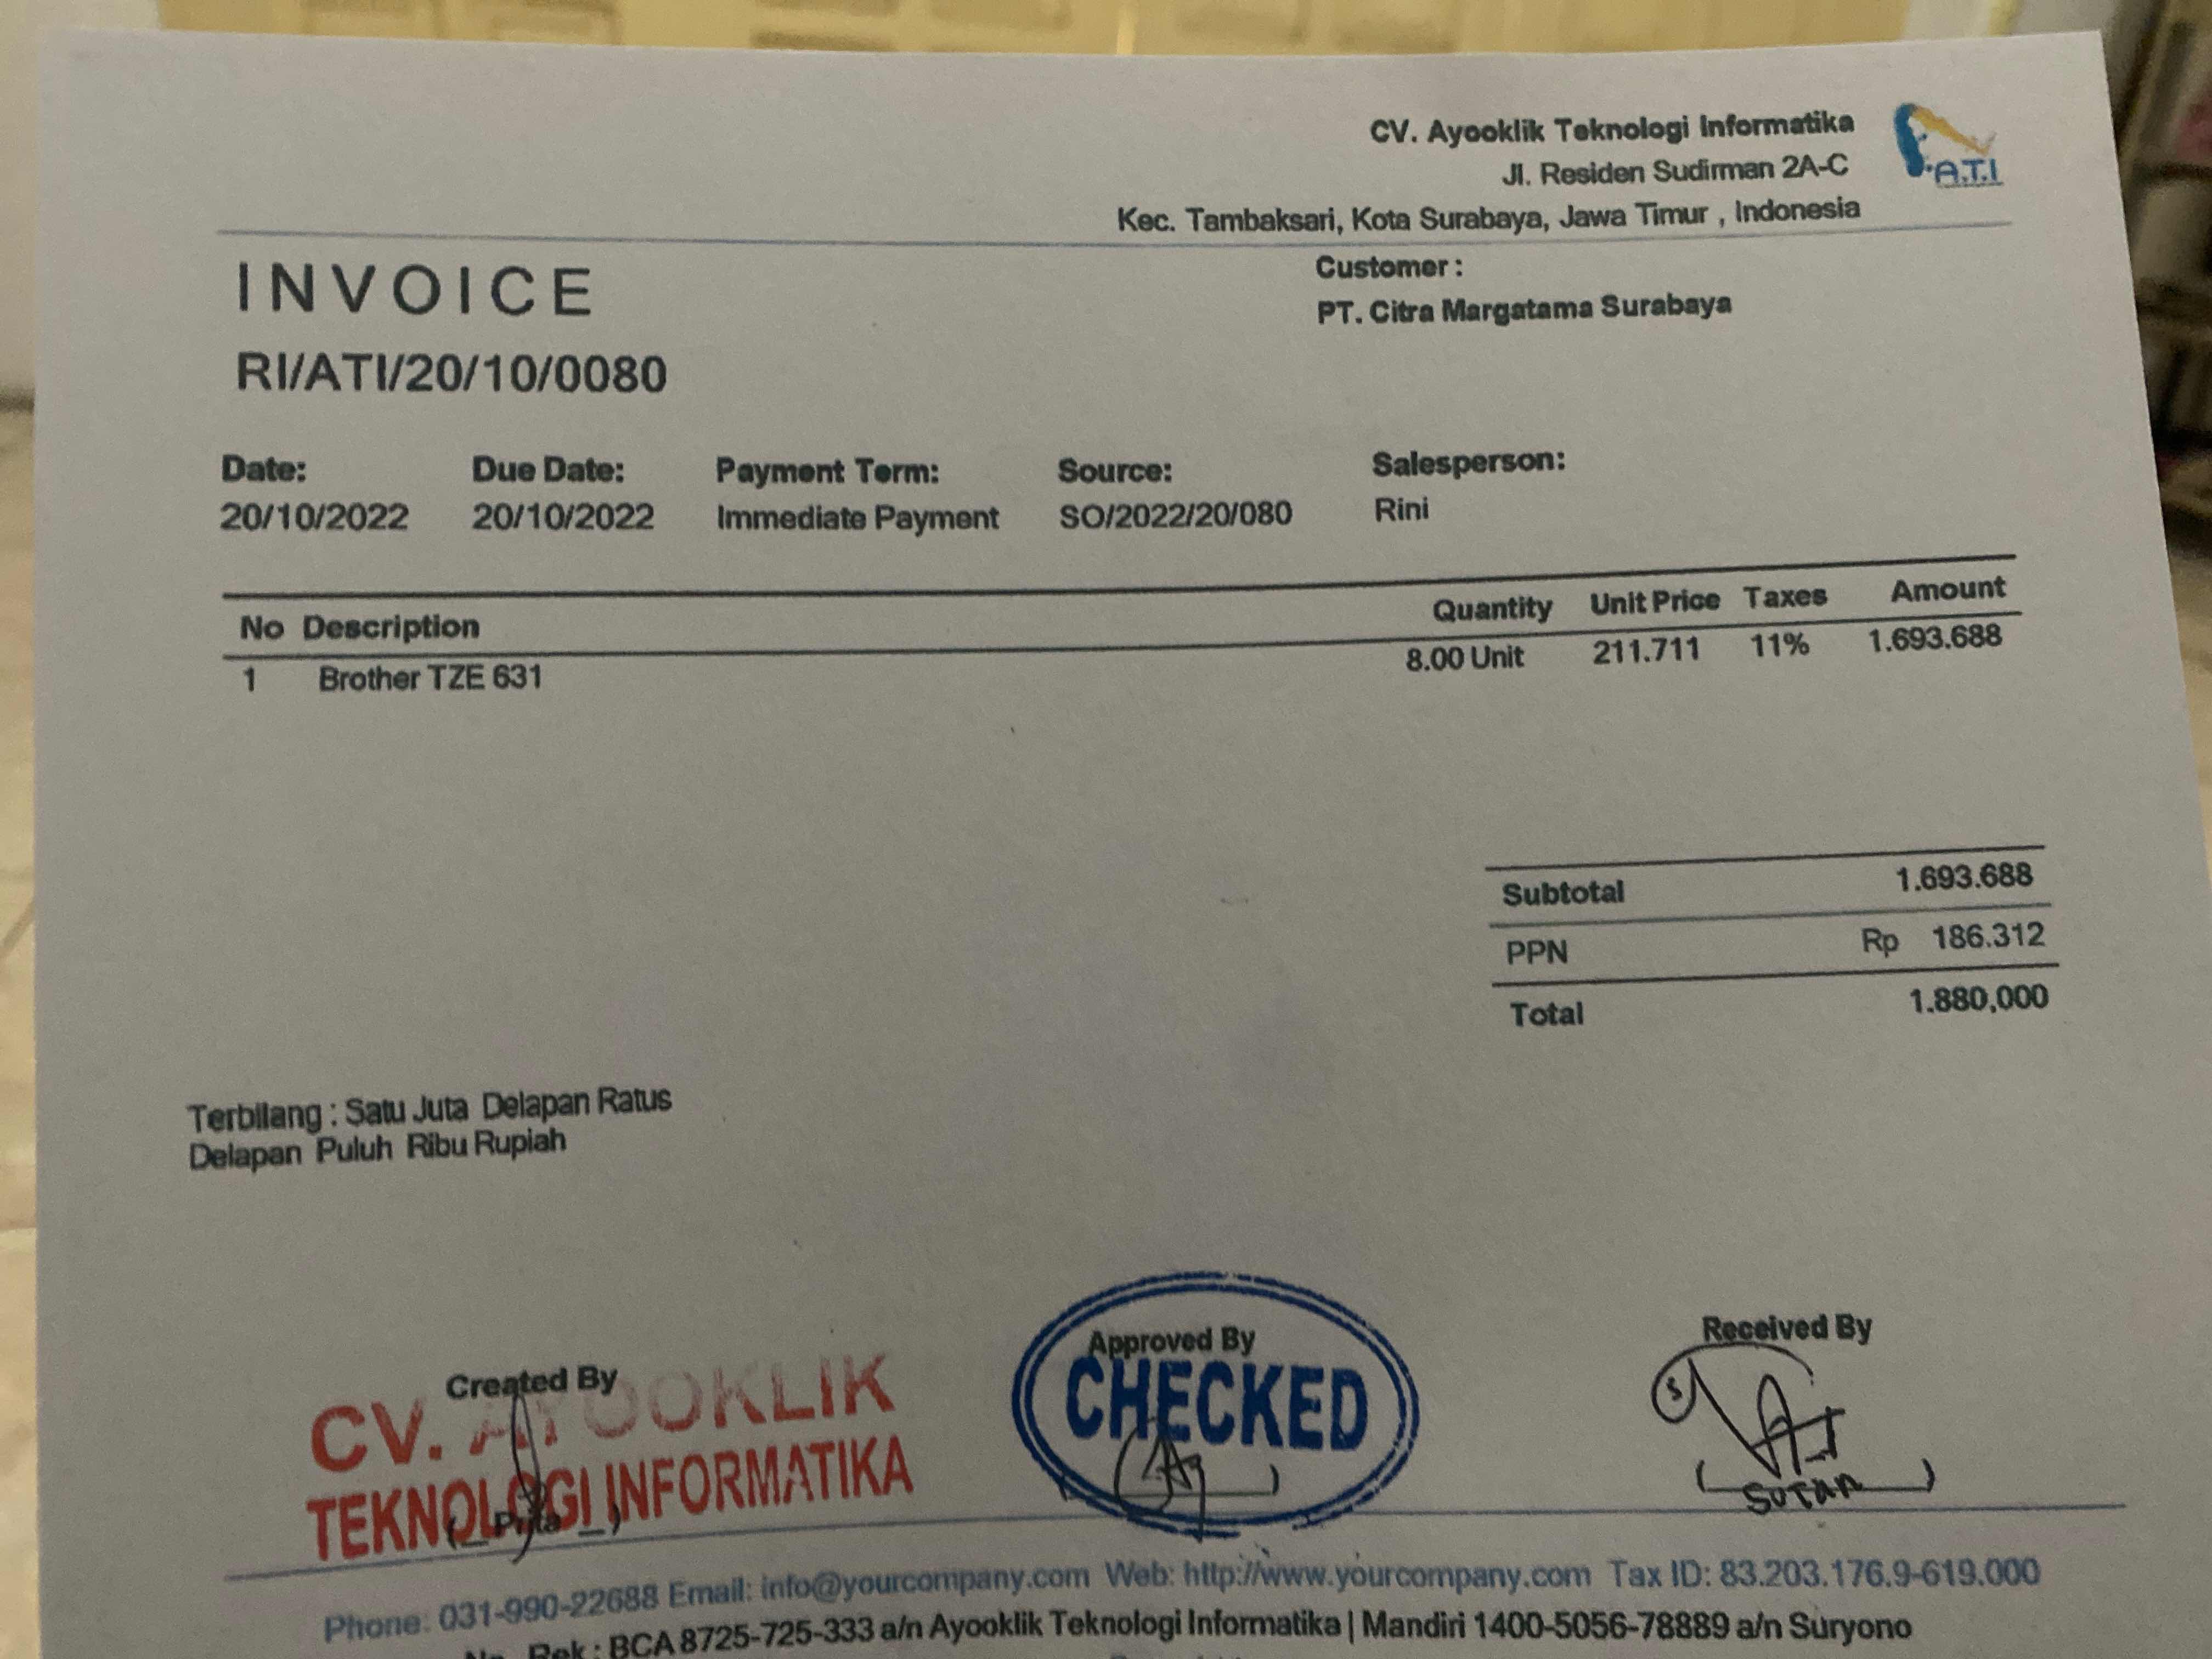 CV. Ayooklik Teknologi Informatika
Jl. Residen Sudirman 2A-C
Kec. Tambaksari, Kota Surabaya, Jawa Timur , Indonesia
A.T.I
INVOICE
RI/ATI/20/10/0080
Customer :
PT. Citra Margatama Surabaya
Date: Due Date: Payment Term: Source: Salesperson:
20/10/2022 20/10/2022 Immediate Payment SO/2022/20/080 Rini
No Description Quantity Unit Price Taxes Amount
1 Brother TZE 631 8.00 Unit 211.711 11% 1.693.688
Subtotal 1.693.688
PPN Rp 186.312
Total 1.880,000
Terbilang : Satu Juta Delapan Ratus
Delapan Puluh Ribu Rupiah
Created By Approved By Received By
CV. AYOOKLIK
TEKNOLOGI INFORMATIKA
CHECKED
SUTAN
Phone: 031-990-22688 Email: info@yourcompany.com Web: http://www.yourcompany.com Tax ID: 83.203.176.9-619.000
No. Rek : BCA 8725-725-333 a/n Ayooklik Teknologi Informatika | Mandiri 1400-5056-78889 a/n Suryono